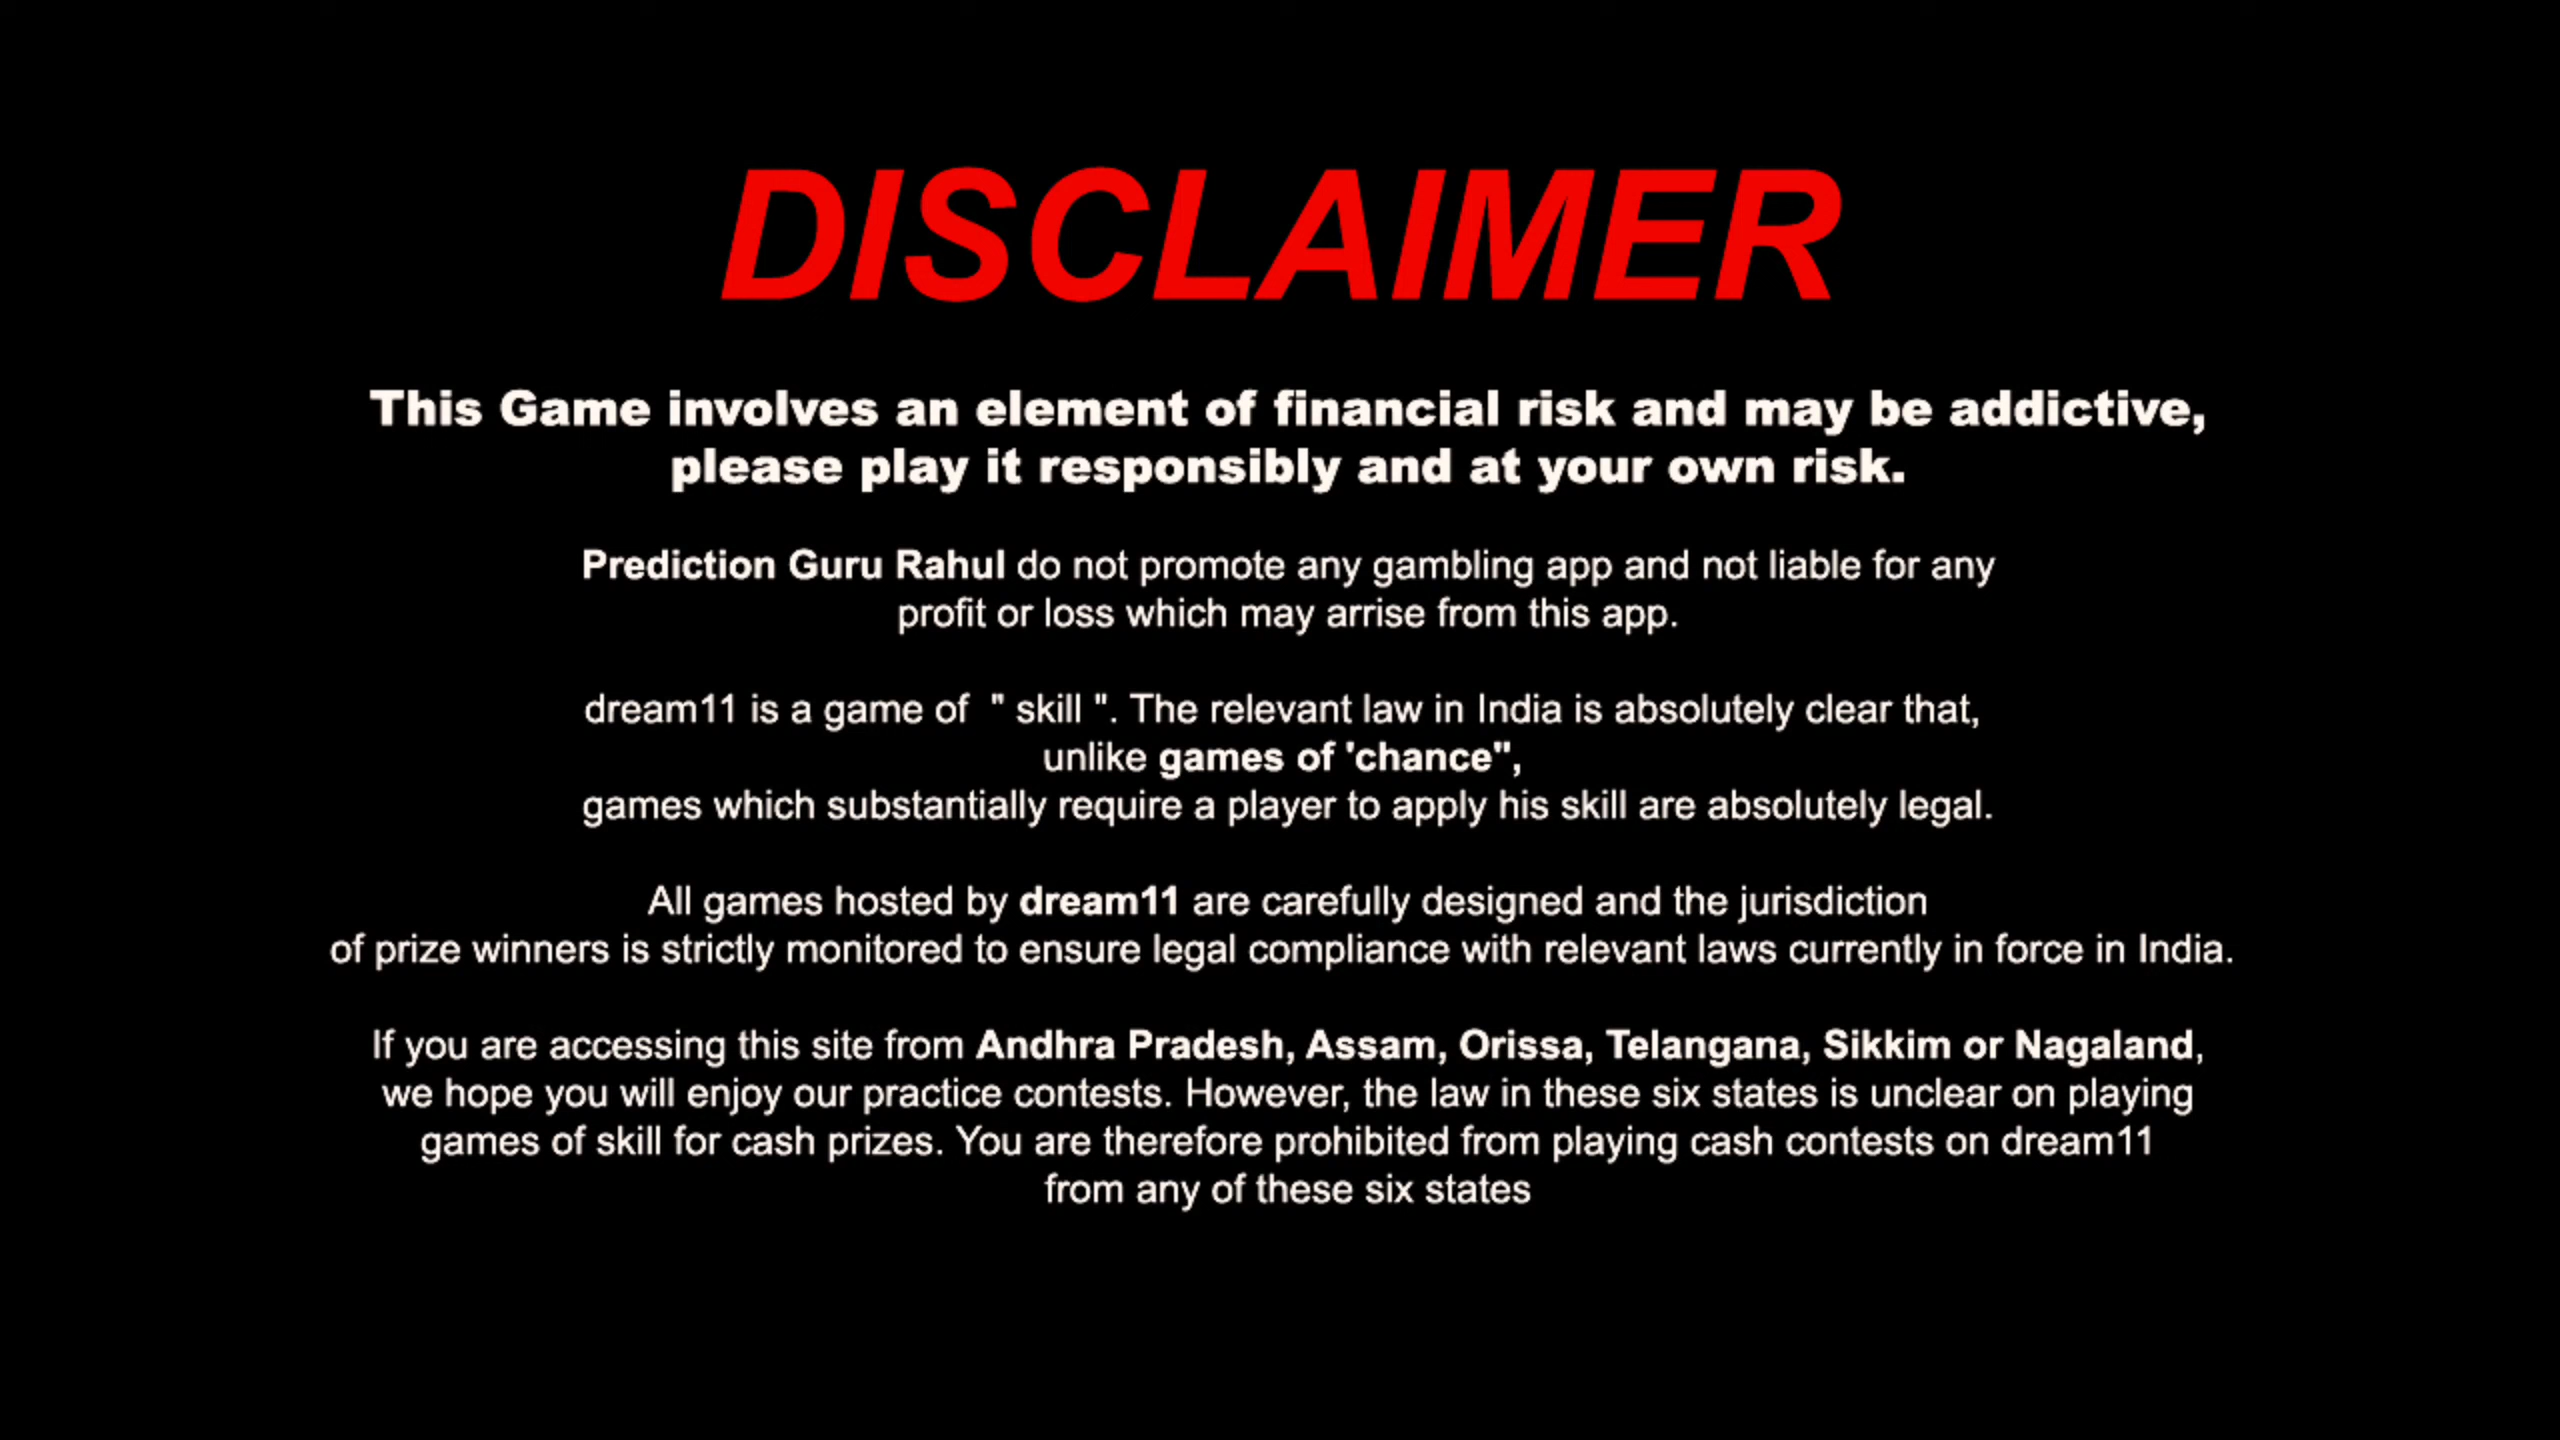 DISCLAIMER
This Game involves an element of financial risk and may be addictive,
please play it responsibly and at your own risk.
Prediction Guru Rahul do not promote any gambling app and not liable for any
profit or loss which may arrise from this app.
dream11 is a game of " skill ". The relevant law in India is absolutely clear that,
unlike games of 'chance",
games which substantially require a player to apply his skill are absolutely legal.
All games hosted by dream11 are carefully designed and the jurisdiction
of prize winners is strictly monitored to ensure legal compliance with relevant laws currently in force in India.
If you are accessing this site from Andhra Pradesh, Assam, Orissa, Telangana, Sikkim or Nagaland,
we hope you will enjoy our practice contests. However, the law in these six states is unclear on playing
games of skill for cash prizes. You are therefore prohibited from playing cash contests on dream11
from any of these six states